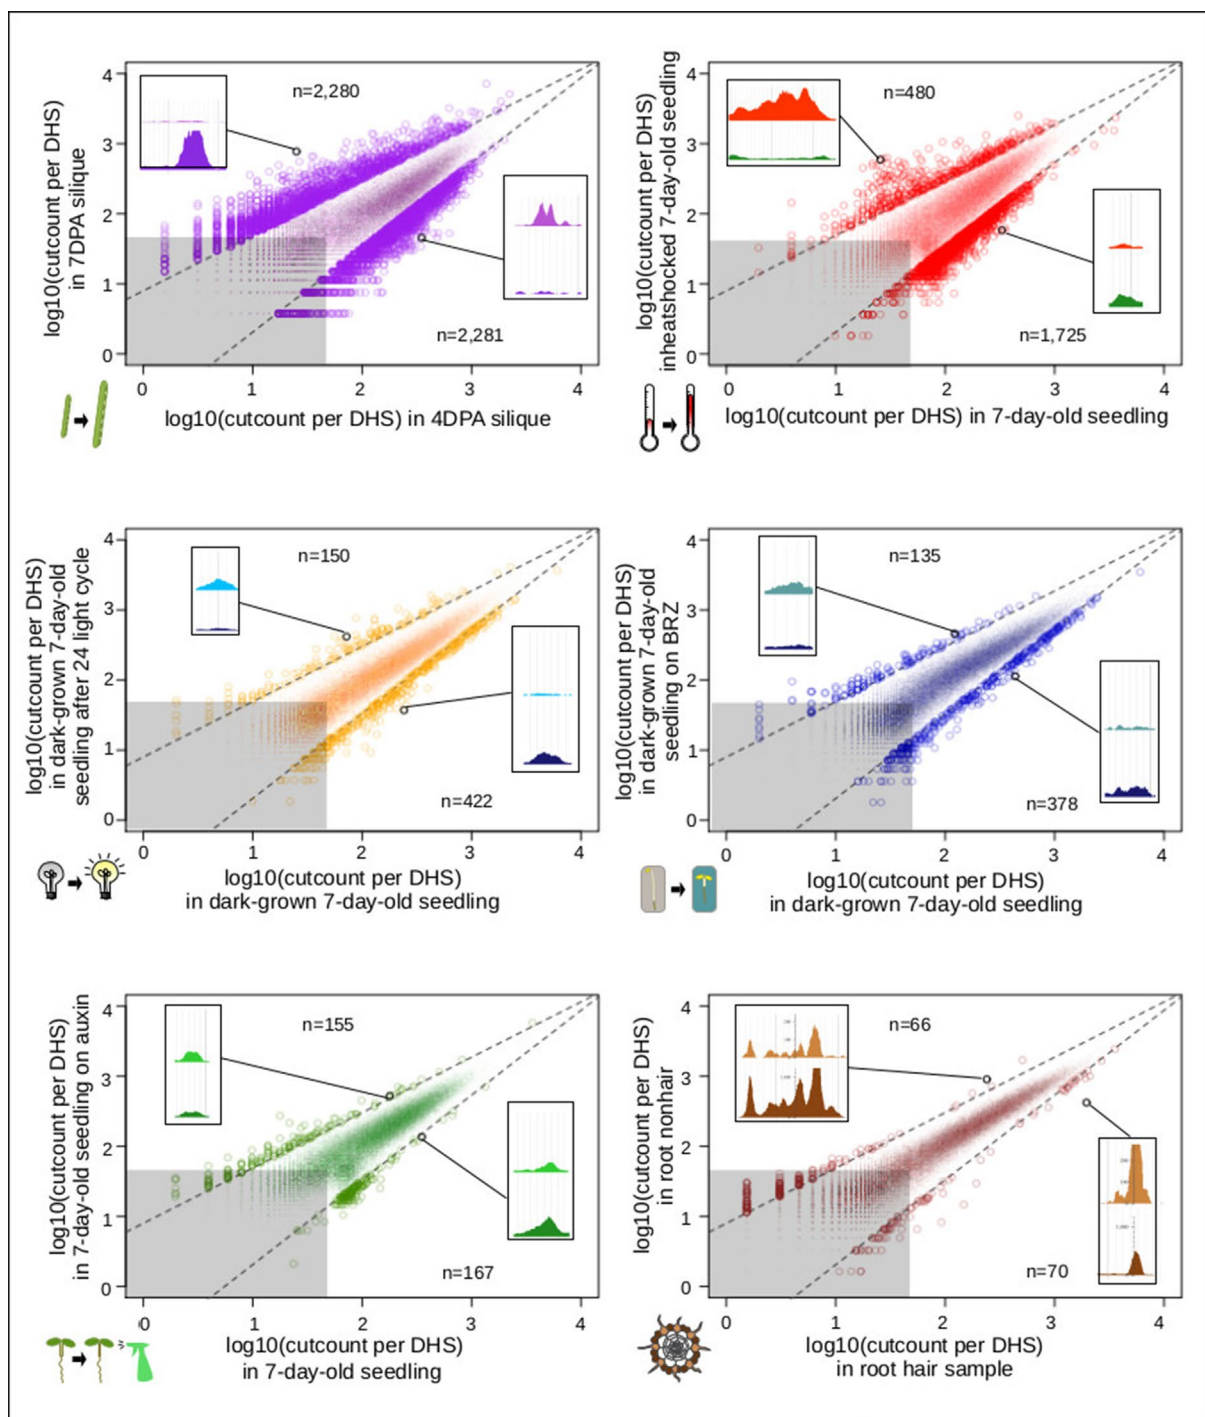 log10(cutcount per DHS)
in 7DPA silique
4
3
2
1
0
n=2,280
n=2,281
0 1 2 3 4
log10(cutcount per DHS) in 4DPA silique
log10(cutcount per DHS)
inheatshocked 7-day-old seedling
4
3
2
1
0
n=480
n=1,725
0 1 2 3 4
log10(cutcount per DHS) in 7-day-old seedling
log10(cutcount per DHS)
in dark-grown 7-day-old
seedling after 24 light cycle
4
3
2
1
0
n=150
n=422
0 1 2 3 4
log10(cutcount per DHS)
in dark-grown 7-day-old seedling
log10(cutcount per DHS)
in dark-grown 7-day-old
seedling on BRZ
4
3
2
1
0
n=135
n=378
0 1 2 3 4
log10(cutcount per DHS)
in dark-grown 7-day-old seedling
log10(cutcount per DHS)
in 7-day-old seedling on auxin
4
3
2
1
0
n=155
n=167
0 1 2 3 4
log10(cutcount per DHS)
in 7-day-old seedling
log10(cutcount per DHS)
in root nonhair
4
3
2
1
0
n=66
n=70
0 1 2 3 4
log10(cutcount per DHS)
in root hair sample